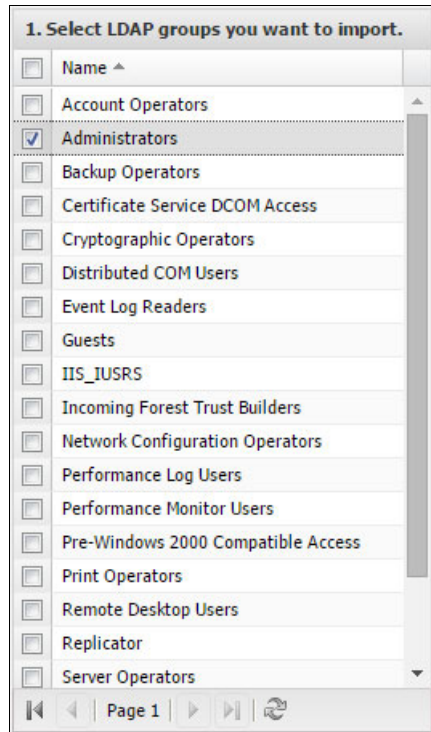 1. Select LDAP groups you want to import.
Name
Account Operators
Administrators
Backup Operators
Certificate Service DCOM Access
Cryptographic Operators
Distributed COM Users
Event Log Readers
Guests
IIS_IUSRS
Incoming Forest Trust Builders
Network Configuration Operators
Performance Log Users
Performance Monitor Users
Pre-Windows 2000 Compatible Access
Print Operators
Remote Desktop Users
Replicator
Server Operators
Page 1